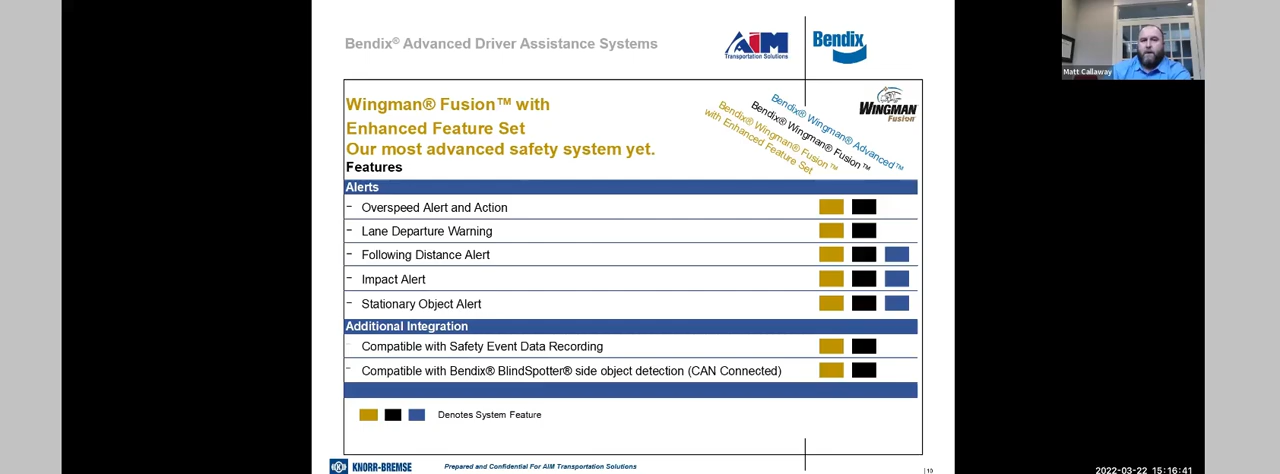 Bendix® Advanced Driver Assistance Systems
AIM
Transportation Solutions
Bendix
Matt Callaway
Wingman® Fusion™ with
Enhanced Feature Set
Our most advanced safety system yet.
Bendix® Wingman® Fusion™
with Enhanced Feature Set
Bendix® Wingman® Fusion™
Bendix® Wingman® Advanced™
WINGMAN
Fusion
Features
Alerts
- Overspeed Alert and Action
- Lane Departure Warning
- Following Distance Alert
- Impact Alert
- Stationary Object Alert
Additional Integration
- Compatible with Safety Event Data Recording
- Compatible with Bendix® BlindSpotter® side object detection (CAN Connected)
Denotes System Feature
KNORR-BREMSE
Prepared and Confidential For AIM Transportation Solutions
| 10
2022-03-22 15:16:41